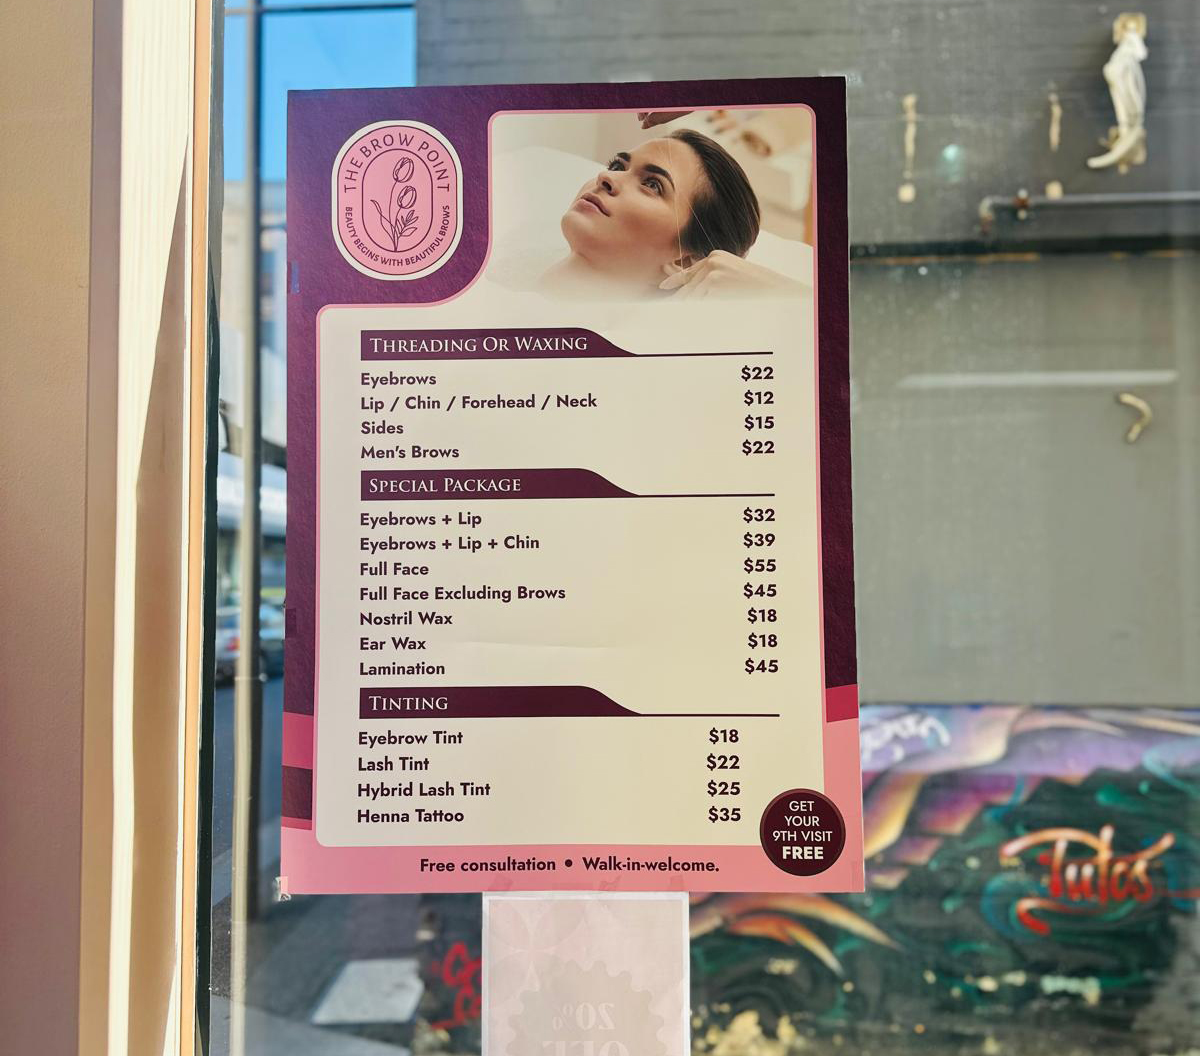 THE BROW POINT
BEAUTY BEGINS WITH BEAUTIFUL BROWS
THREADING OR WAXING
Eyebrows $22
Lip / Chin / Forehead / Neck $12
Sides $15
Men's Brows $22
SPECIAL PACKAGE
Eyebrows + Lip $32
Eyebrows + Lip + Chin $39
Full Face $55
Full Face Excluding Brows $45
Nostril Wax $18
Ear Wax $18
Lamination $45
TINTING
Eyebrow Tint $18
Lash Tint $22
Hybrid Lash Tint $25
Henna Tattoo $35
GET
YOUR
9TH VISIT
FREE
Free consultation • Walk-in-welcome.
20%
OFF